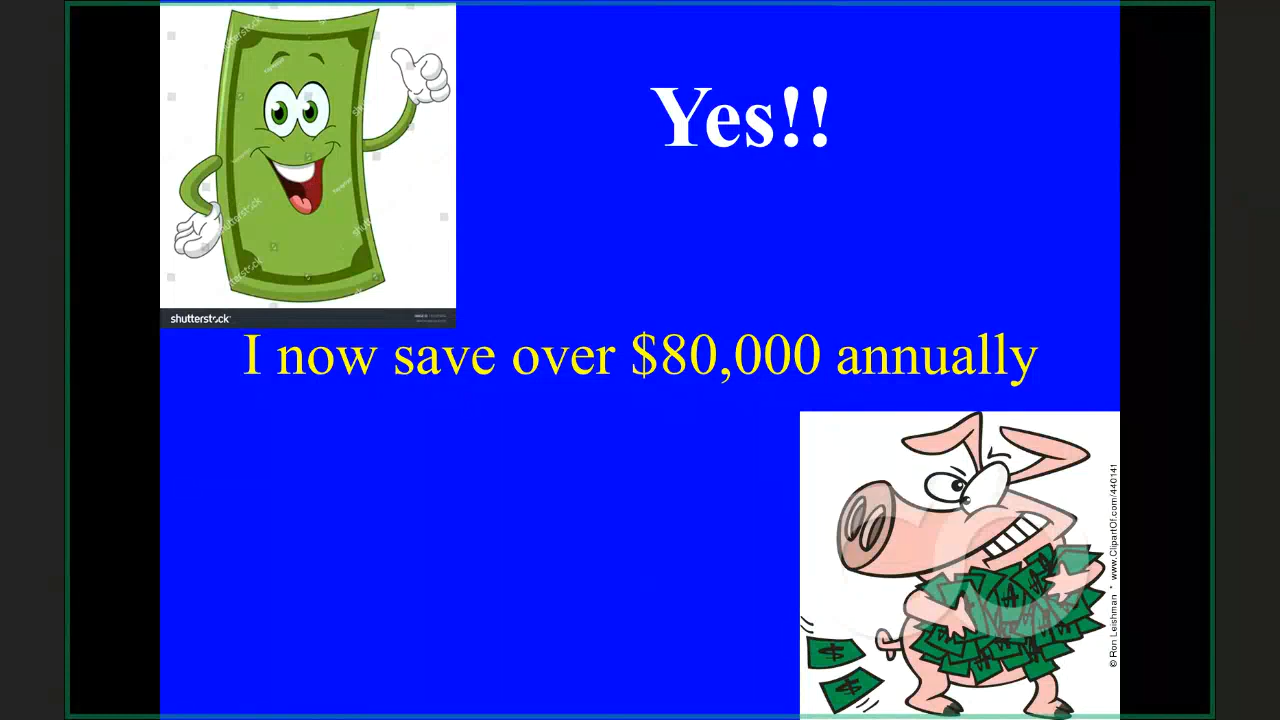 Yes!!
shutterstock
I now save over $80,000 annually
© Ron Leishman * www.ClipartOf.com/440141